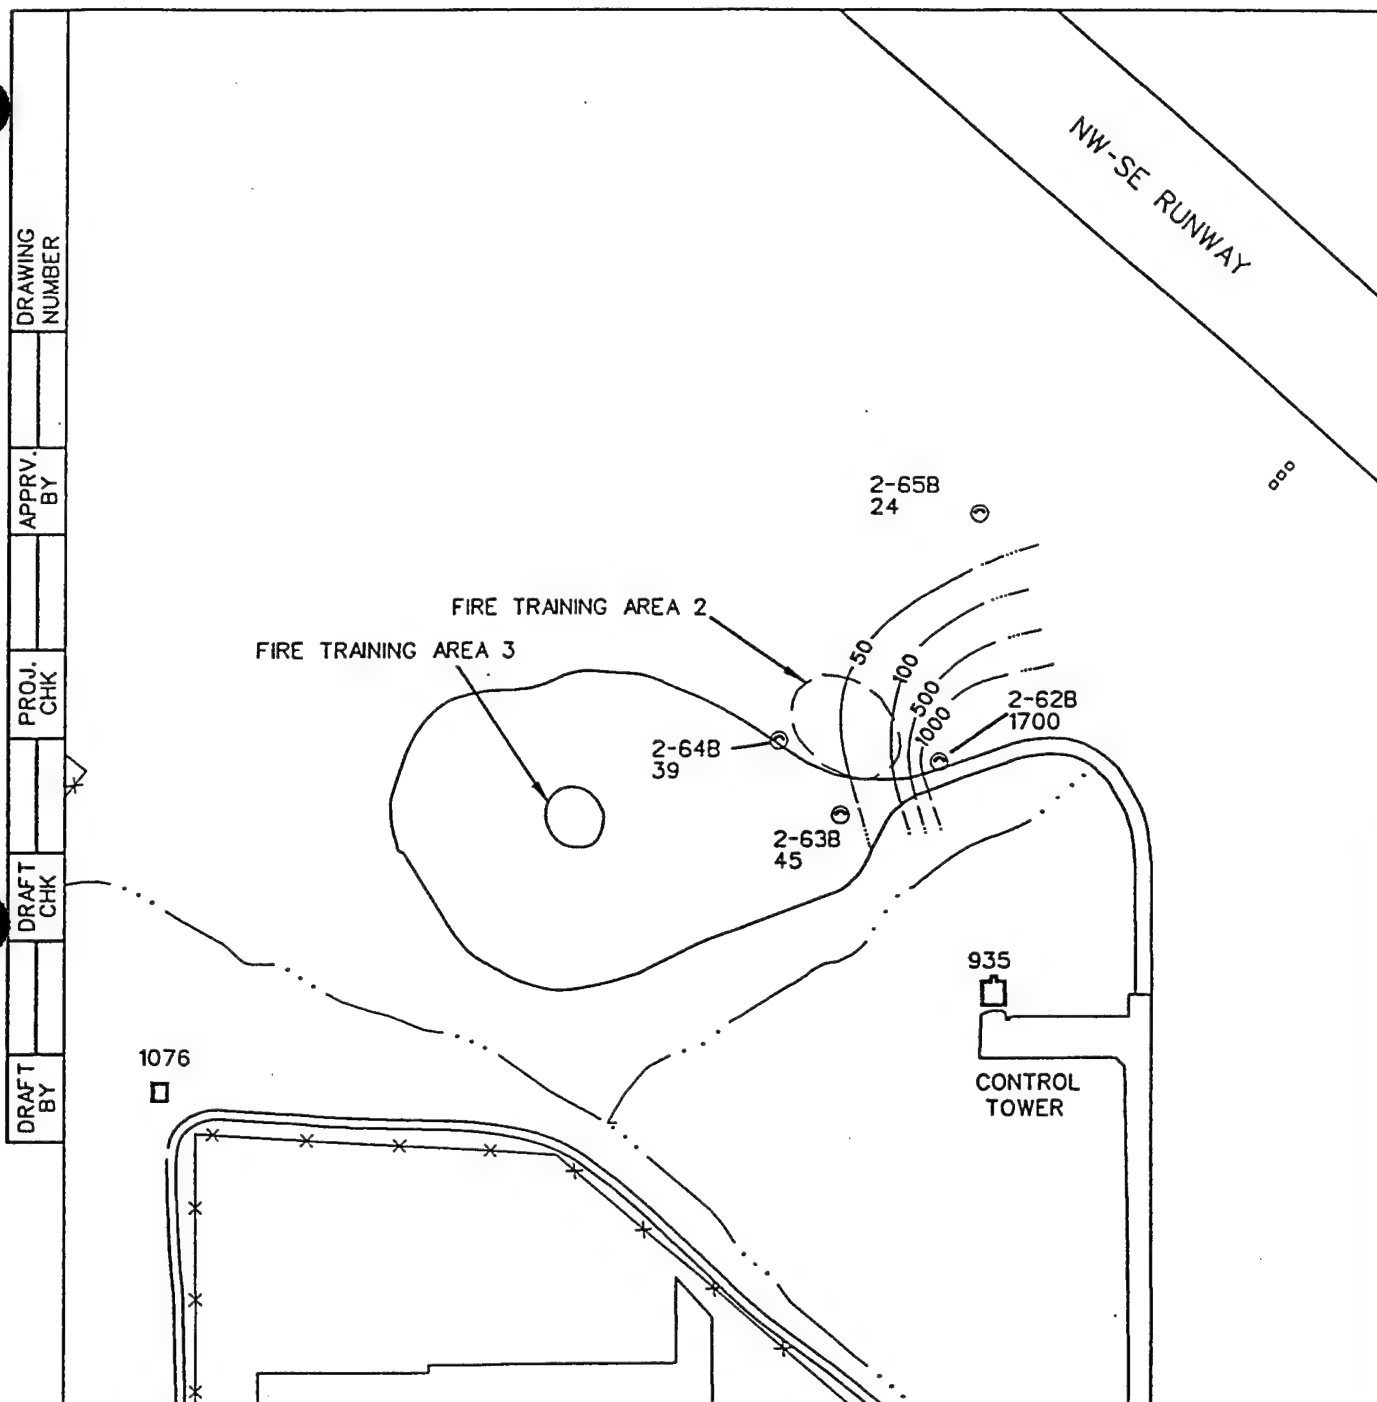 NW-SE RUNWAY
DRAWING
NUMBER
APPRV.
BY
PROJ.
CHK
DRAFT
CHK
DRAFT
BY
2-65B
24
FIRE TRAINING AREA 2
FIRE TRAINING AREA 3
50
100
500
1000
2-62B
1700
2-64B
39
2-63B
45
935
CONTROL
TOWER
1076